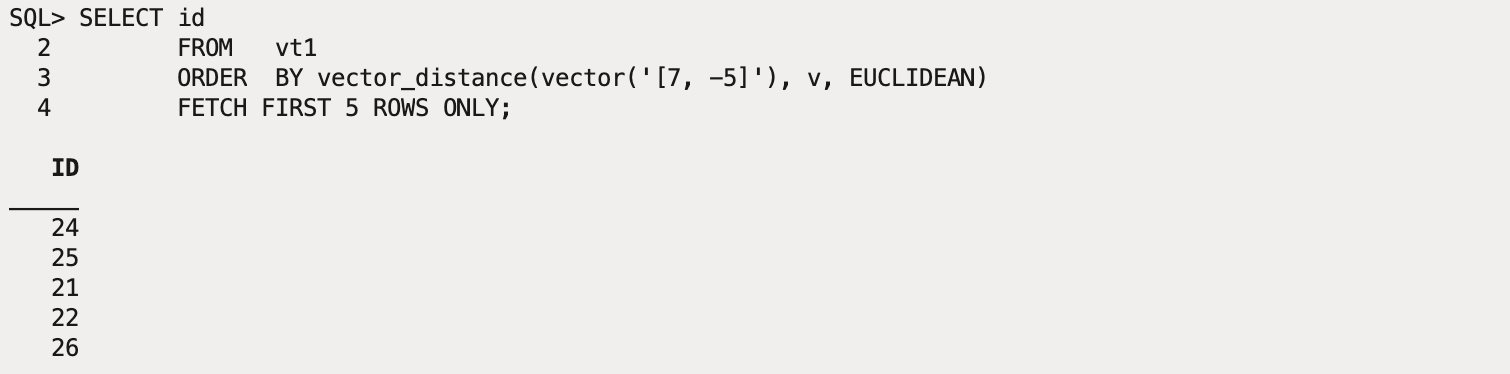 SQL> SELECT id
  2         FROM   vt1
  3         ORDER  BY vector_distance(vector('[7, -5]'), v, EUCLIDEAN)
  4         FETCH FIRST 5 ROWS ONLY;
   ID
_____
   24
   25
   21
   22
   26